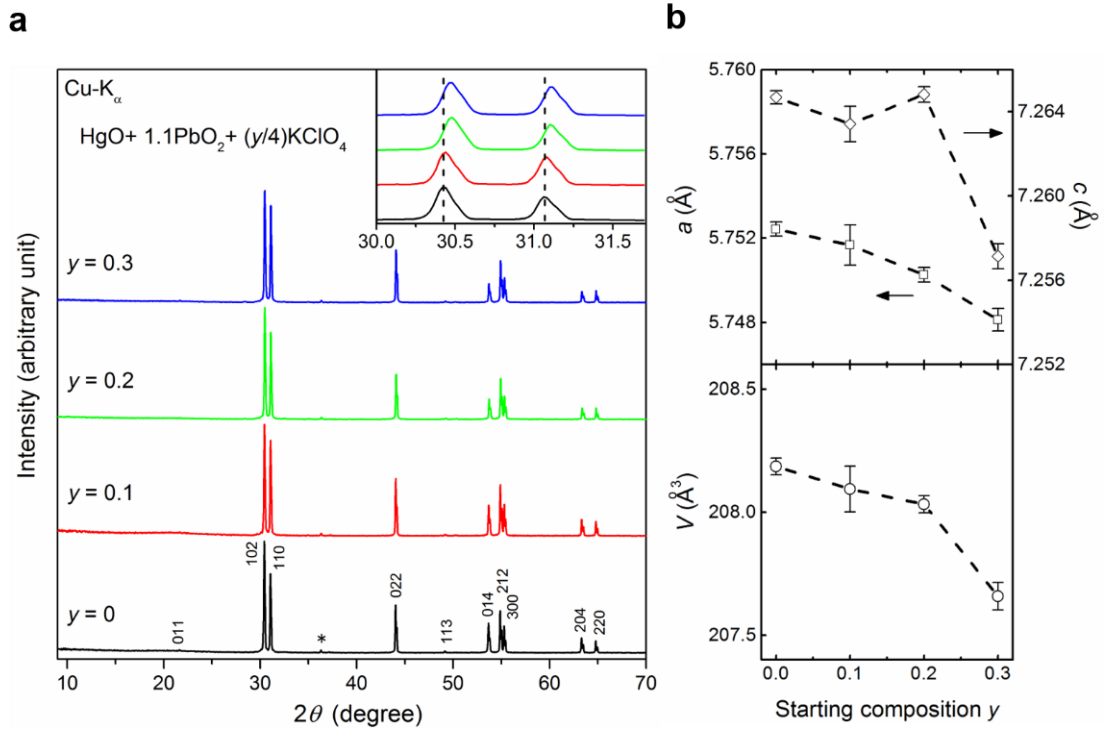 a
Cu-Kα
HgO+ 1.1PbO₂+ (y/4)KClO₄
30.0 30.5 31.0 31.5
y = 0.3
y = 0.2
y = 0.1
y = 0
011
102
110
*
022
113
014
212
300
204
220
Intensity (arbitrary unit)
10 20 30 40 50 60 70
2θ (degree)
b
5.760
5.756
5.752
5.748
a (Å)
7.264
7.260
7.256
7.252
c (Å)
208.5
208.0
207.5
V (Å³)
0.0 0.1 0.2 0.3
Starting composition y